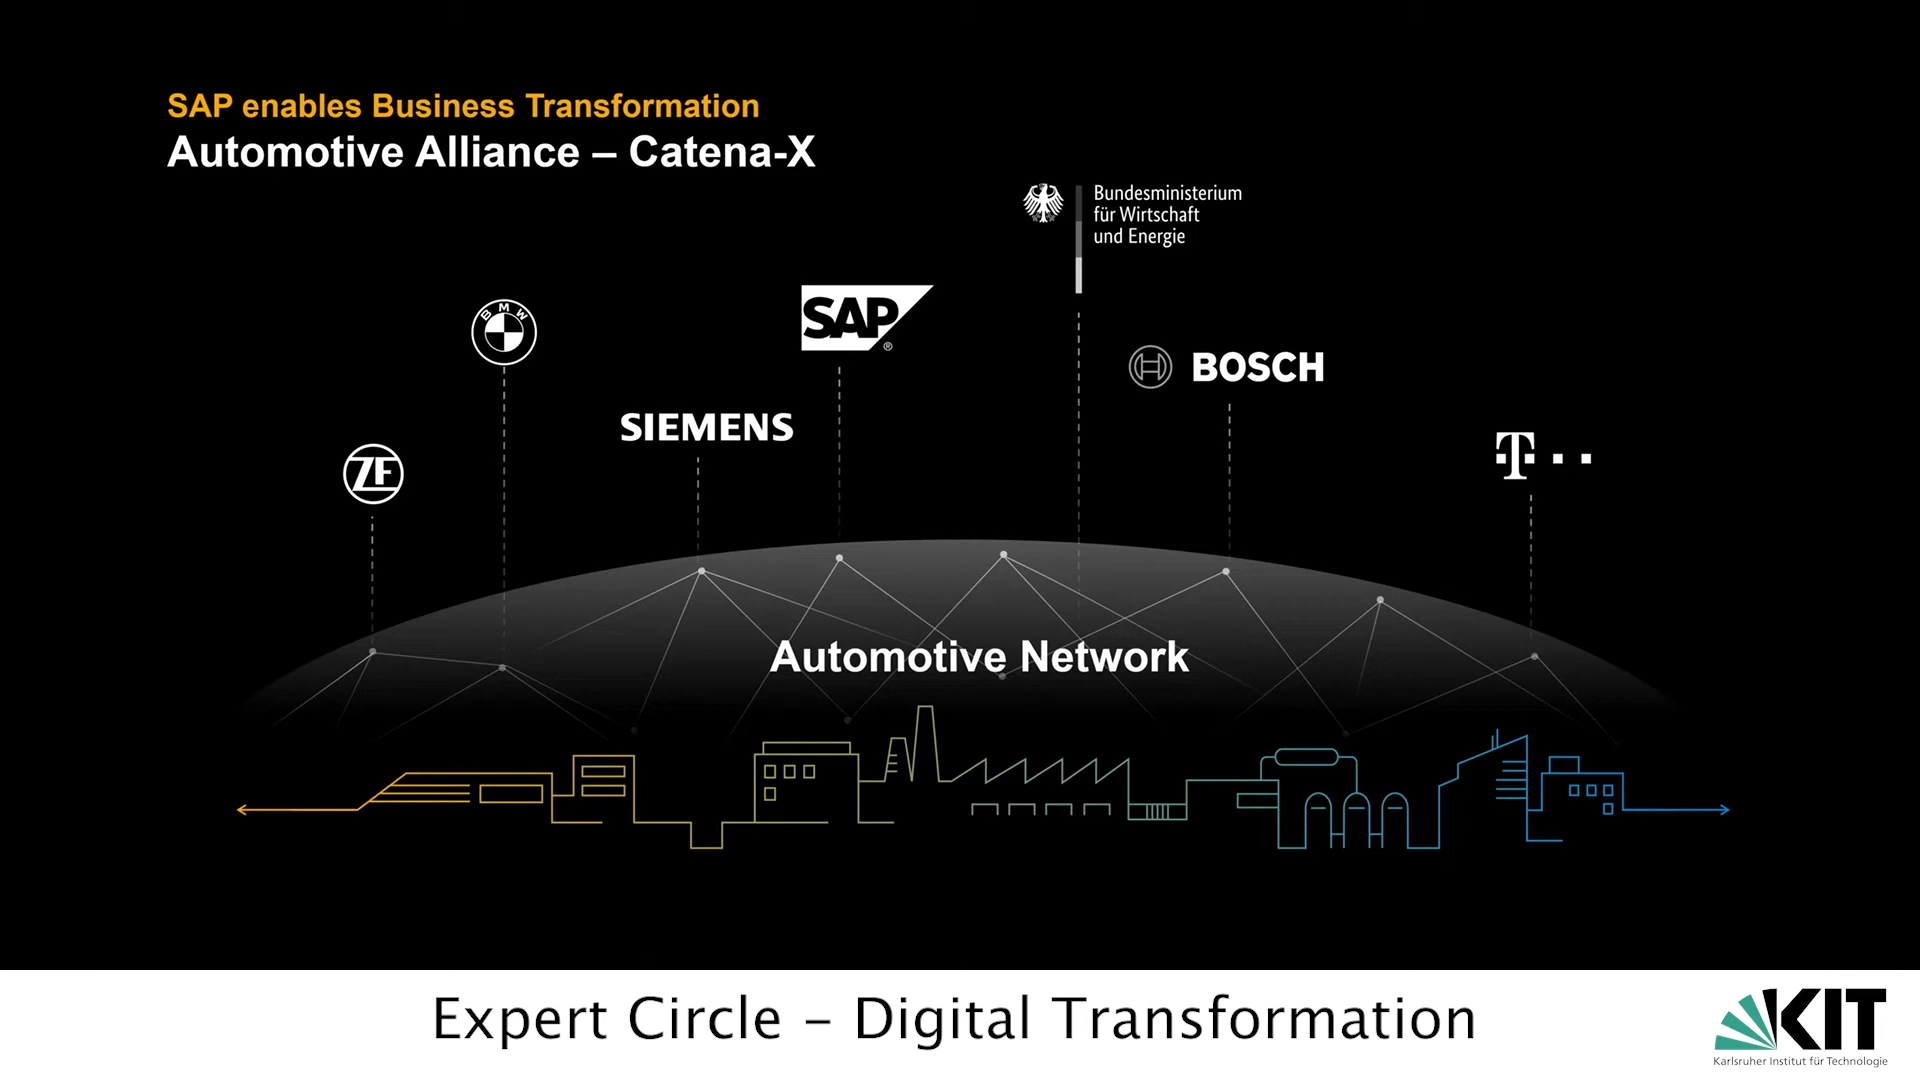 SAP enables Business Transformation
Automotive Alliance – Catena-X
Bundesministerium
für Wirtschaft
und Energie
BMW
SAP
®
BOSCH
SIEMENS
ZF
T
Automotive Network
Expert Circle – Digital Transformation
KIT
Karlsruher Institut für Technologie